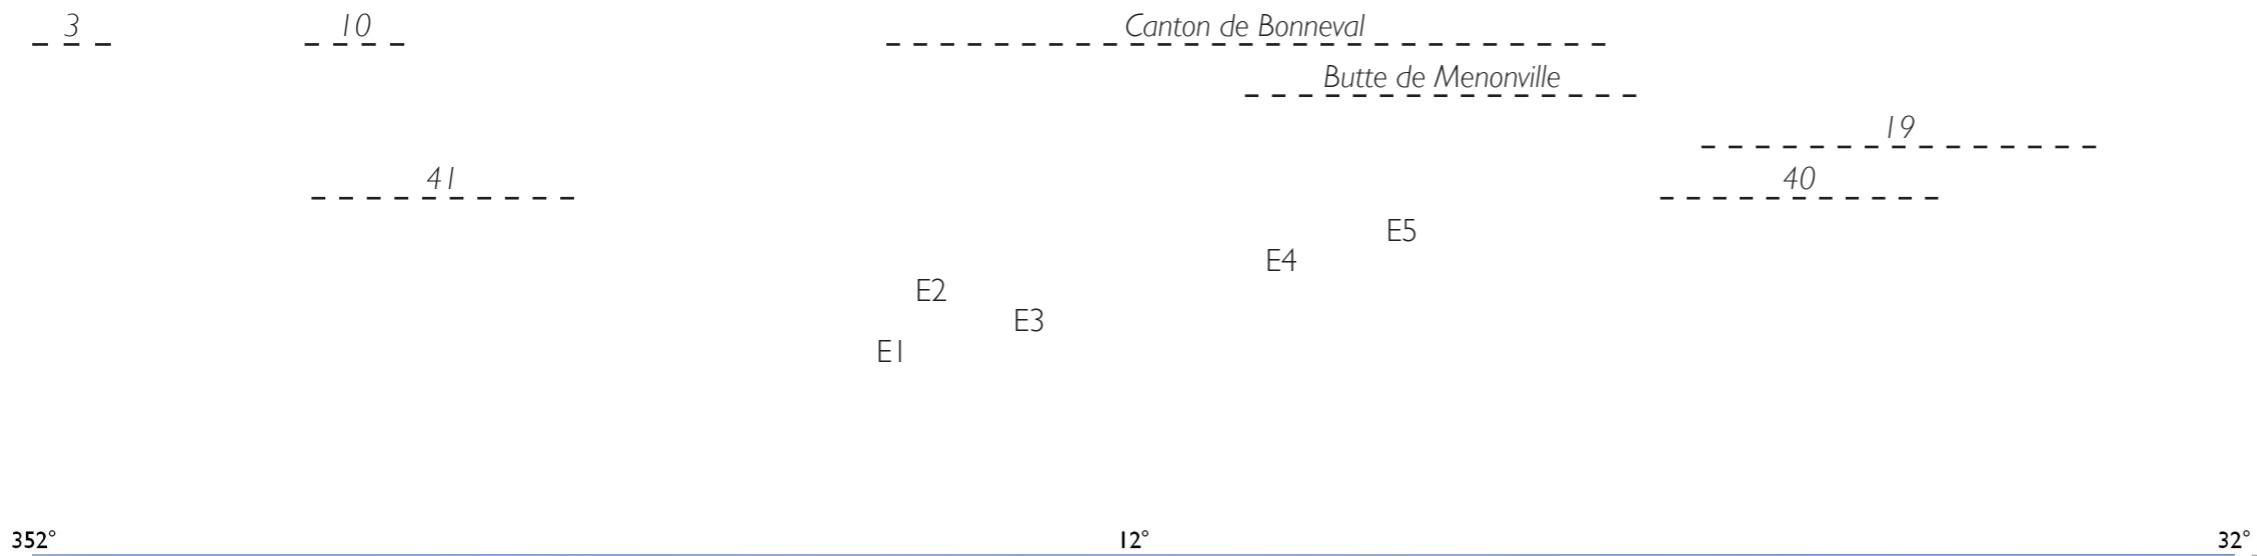 3 10 Canton de Bonneval
Butte de Menonville
19
41 40
E5
E4
E2
E3
E1
352° 12° 32°